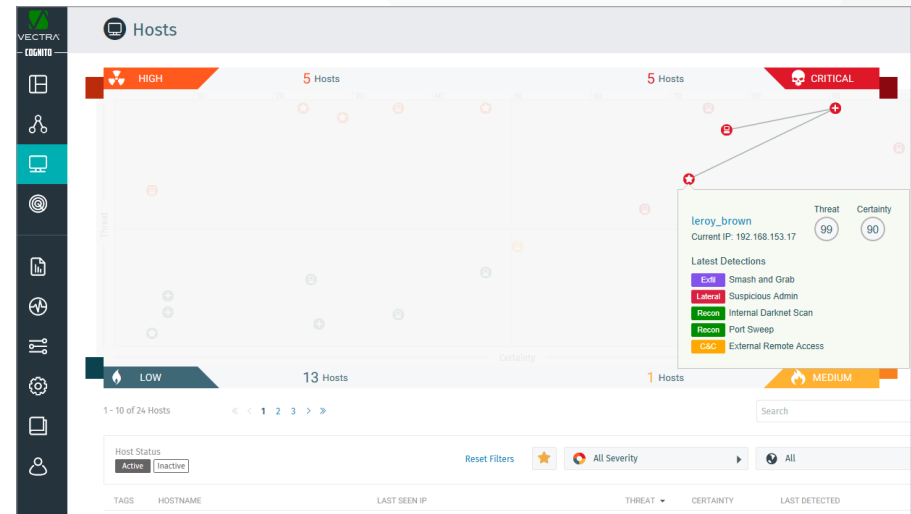 VECTRA
COGNITO
Hosts
HIGH
5 Hosts
5 Hosts
CRITICAL
Threat
leroy_brown
Threat
Certainty
99
90
Current IP: 192.168.153.17
Latest Detections
Exfil Smash and Grab
Lateral Suspicious Admin
Recon Internal Darknet Scan
Recon Port Sweep
C&C External Remote Access
Certainty
LOW
13 Hosts
1 Hosts
MEDIUM
1 - 10 of 24 Hosts
« < 1 2 3 > »
Search
Host Status
Active
Inactive
Reset Filters
All Severity
All
TAGS
HOSTNAME
LAST SEEN IP
THREAT
CERTAINTY
LAST DETECTED